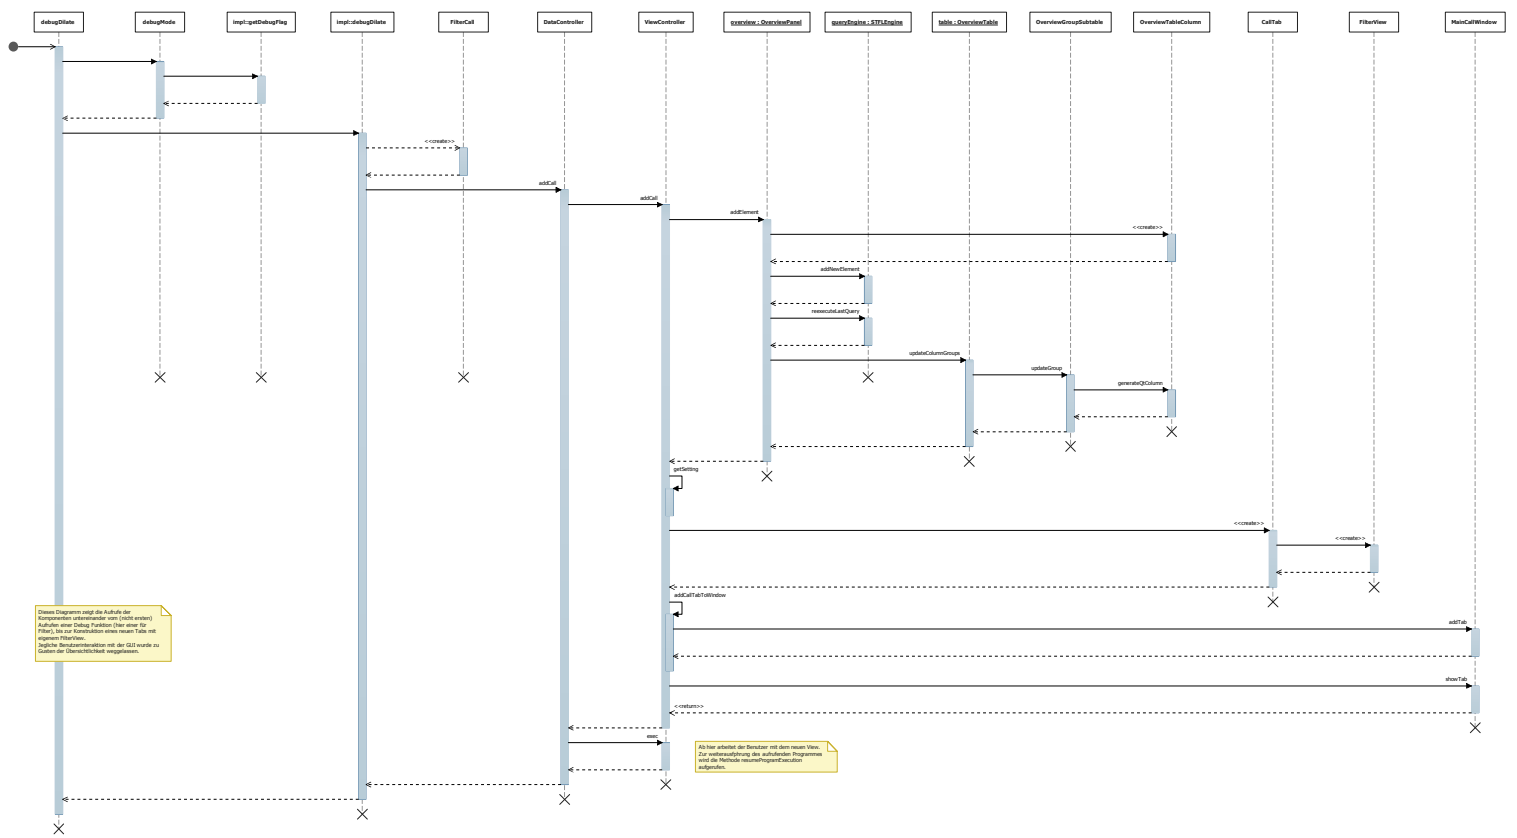 debugDilate
debugMode
impl::getDebugFlag
impl::debugDilate
FilterCall
DataController
ViewController
overview : OverviewPanel
queryEngine : STFLEngine
table : OverviewTable
OverviewGroupSubtable
OverviewTableColumn
CallTab
FilterView
MainCallWindow
<<create>>
addCall
addCall
addElement
<<create>>
addNewElement
reexecuteLastQuery
updateColumnGroups
updateGroup
generateQtColumn
getSetting
<<create>>
<<create>>
addCallTabToWindow
Dieses Diagramm zeigt die Aufrufe der
Komponenten untereinander vom (nicht ersten)
Aufrufen einer Debug Funktion (hier einer für
Filter), bis zur Konstruktion eines neuen Tabs mit
eigenem FilterView.
Jegliche Benutzerinteraktion mit der GUI wurde zu
Gusten der Übersichtlichkeit weggelassen.
addTab
showTab
<<return>>
exec
Ab hier arbeitet der Benutzer mit dem neuen View.
Zur weiterausfphrung des aufrufenden Programmes
wird die Methode resumeProgramExecution
aufgerufen.